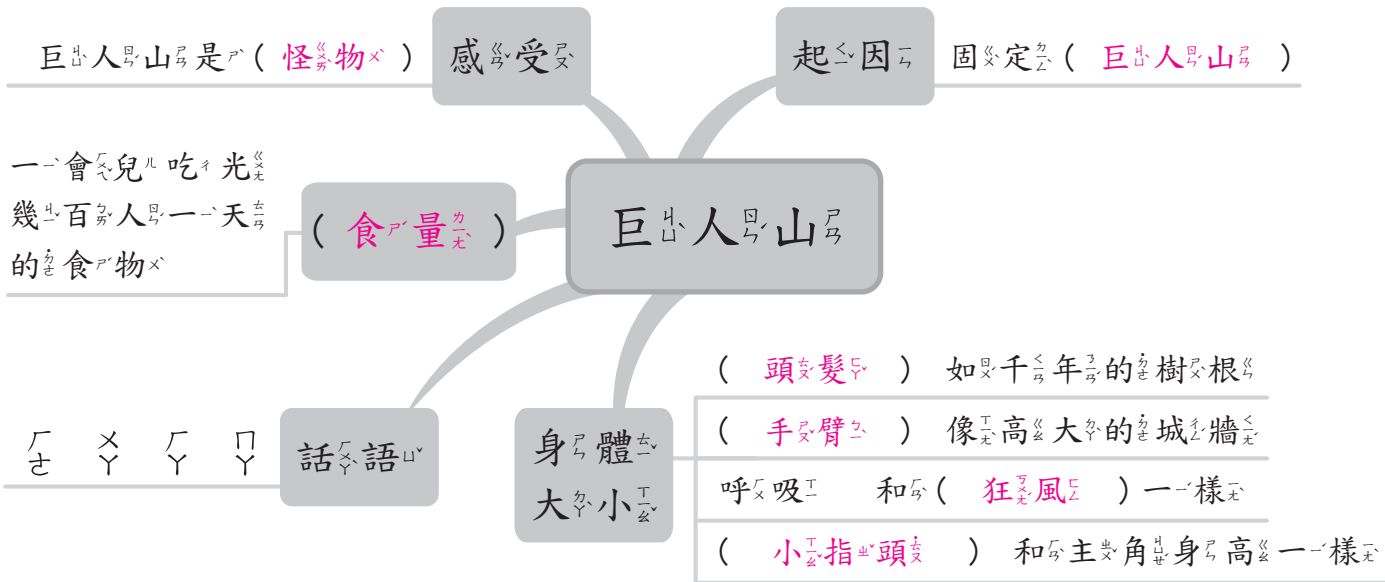 巨人山是（怪物）
感受
起因
固定（巨人山）
一會兒吃光
幾百人一天
的食物
（食量）
巨人山
ㄏㄜ ㄨㄚ ㄏㄚ ㄇㄚ
話語
身體
大小
（頭髮）如千年的樹根
（手臂）像高大的城牆
呼吸 和（狂風）一樣
（小指頭）和主角身高一樣